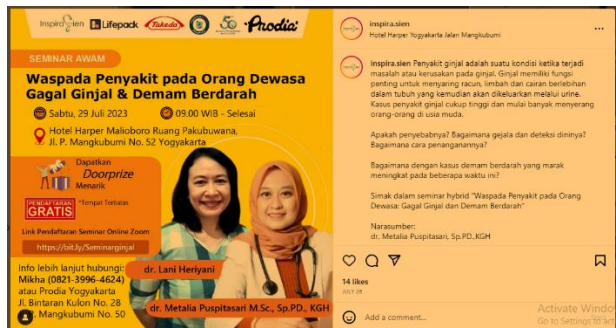 Inspirasien Lifepack Takeda 50 Prodia
SEMINAR AWAM
Waspada Penyakit pada Orang Dewasa
Gagal Ginjal & Demam Berdarah
Sabtu, 29 Juli 2023
09.00 WIB - Selesai
Hotel Harper Malioboro Ruang Pakubuwana,
Jl. P. Mangkubumi No. 52 Yogyakarta
Dapatkan
Doorprize
Menarik
PENDAFTARAN
GRATIS
*Tempat Terbatas
Link Pendaftaran Seminar Online Zoom
https://bit.ly/Seminarginjal
Info lebih lanjut hubungi:
Mikha (0821-3996-4624)
atau Prodia Yogyakarta
Jl. Bintaran Kulon No. 28
Mangkubumi No. 50
dr. Lani Heriyani
dr. Metalia Puspitasari M.Sc., Sp.PD., KGH
inspira.sien
Hotel Harper Yogyakarta Jalan Mangkubumi
inspira.sien Penyakit ginjal adalah suatu kondisi ketika terjadi
masalah atau kerusakan pada ginjal. Ginjal memiliki fungsi
penting untuk menyaring racun, limbah dan cairan berlebihan
dalam tubuh yang kemudian akan dikeluarkan melalui urine.
Kasus penyakit ginjal cukup tinggi dan mulai banyak menyerang
orang-orang di usia muda.
Apakah penyebabnya? Bagaimana gejala dan deteksi dininya?
Bagaimana cara penanganannya?
Bagaimana dengan kasus demam berdarah yang marak
meningkat pada beberapa waktu ini?
Simak dalam seminar hybrid "Waspada Penyakit pada Orang
Dewasa: Gagal Ginjal dan Demam Berdarah"
Narasumber:
dr. Metalia Puspitasari, Sp.PD.,KGH
14 likes
JULY 28
Add a comment...
Activate Window
Go to Settings to act